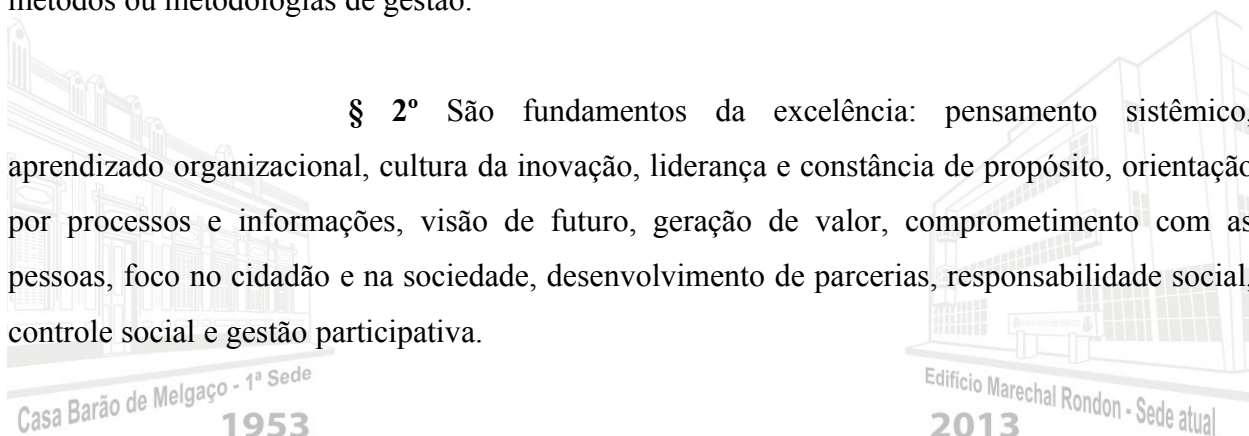 métodos ou metodologias de gestão.
§ 2º São fundamentos da excelência: pensamento sistêmico,
aprendizado organizacional, cultura da inovação, liderança e constância de propósito, orientação
por processos e informações, visão de futuro, geração de valor, comprometimento com as
pessoas, foco no cidadão e na sociedade, desenvolvimento de parcerias, responsabilidade social,
controle social e gestão participativa.
Casa Barão de Melgaço - 1ª Sede
1953
Edifício Marechal Rondon - Sede atual
2013